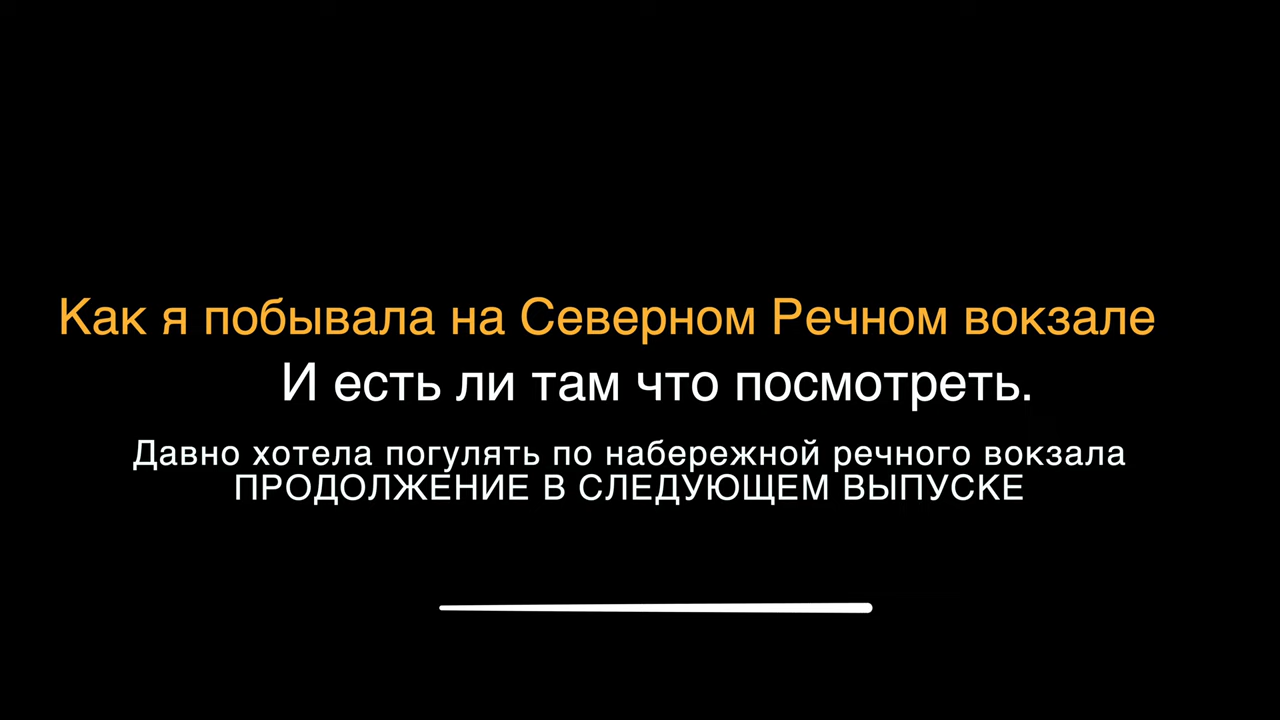 Как я побывала на Северном Речном вокзале
И есть ли там что посмотреть.
Давно хотела погулять по набережной речного вокзала
ПРОДОЛЖЕНИЕ В СЛЕДУЮЩЕМ ВЫПУСКЕ